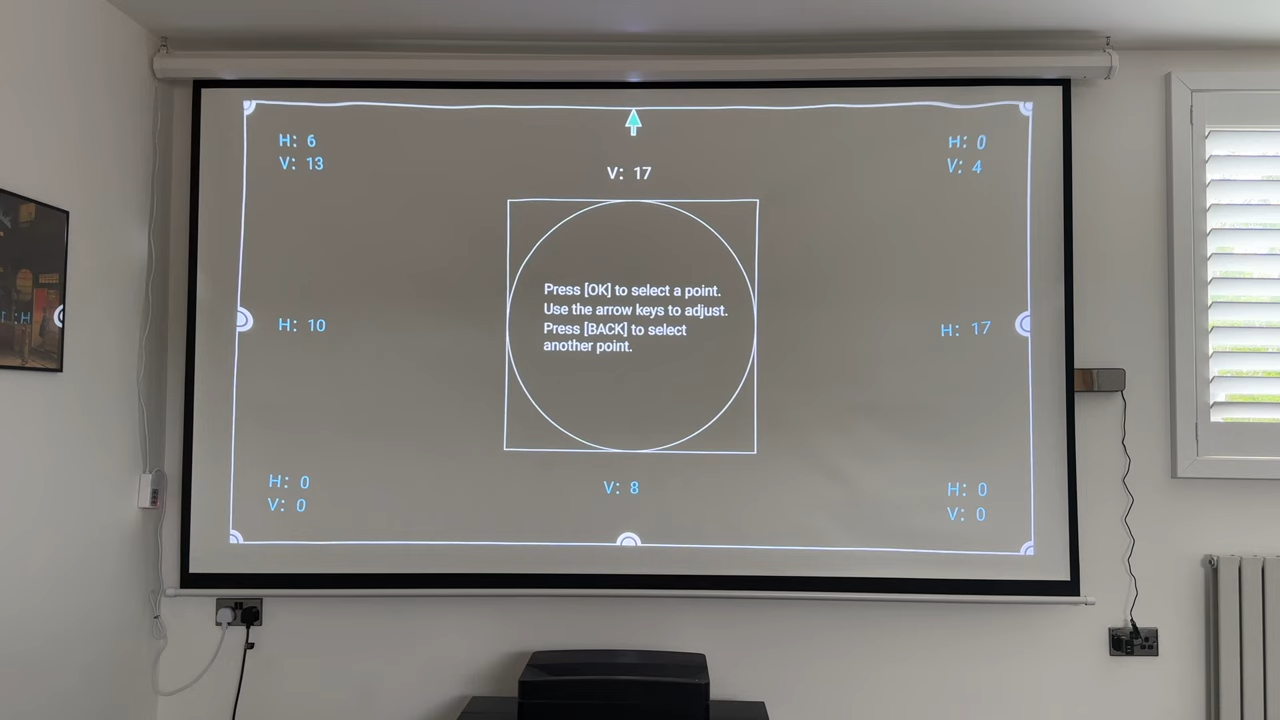 H: 6
V: 13
V: 17
H: 0
V: 4
Press [OK] to select a point.
Use the arrow keys to adjust.
Press [BACK] to select
another point.
H: 10
H: 17
H: 0
V: 0
V: 8
H: 0
V: 0